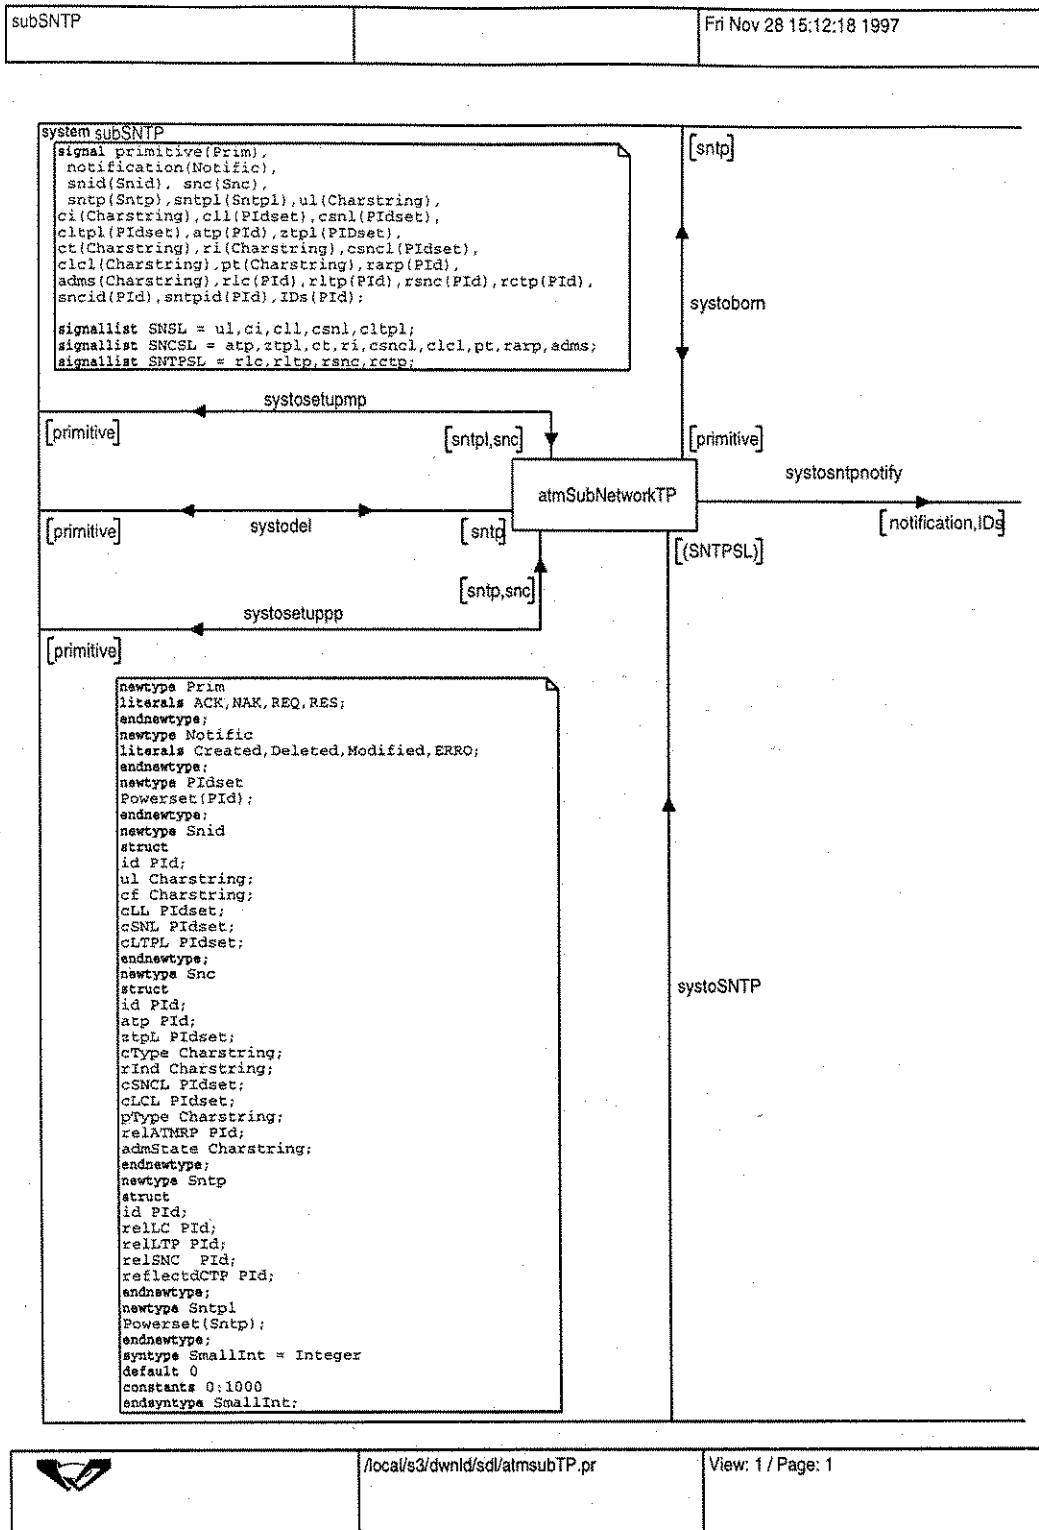 subSNTP
Fri Nov 28 15:12:18 1997
system subSNTP
signal primitive(Prim),
notification(Notific),
snid(Snid), snc(Snc),
sntp(Sntp),sntpl(Sntpl),ul(Charstring),
ci(Charstring),cll(PIdset),csnl(PIdset),
cltpl(PIdset),atp(PId),ztpl(PIDset),
ct(Charstring),ri(Charstring),csncl(PIdset),
clcl(Charstring),pt(Charstring),rarp(PId),
adms(Charstring),rlc(PId),rltp(PId),rsnc(PId),rctp(PId),
sncid(PId),sntpid(PId),IDs(PId);
signallist SNSL = ul,ci,cll,csnl,cltpl;
signallist SNCSL = atp,ztpl,ct,ri,csncl,clcl,pt,rarp,adms;
signallist SNTPSL = rlc,rltp,rsnc,rctp;
[sntp]
systoborn
systosetupmp
[primitive]
[sntpl,snc]
[primitive]
systosntpnotify
atmSubNetworkTP
[primitive]
systodel
[sntp]
[notification,IDs]
[(SNTPSL)]
[sntp,snc]
systosetuppp
[primitive]
newtype Prim
literals ACK,NAK,REQ,RES;
endnewtype;
newtype Notific
literals Created,Deleted,Modified,ERRO;
endnewtype;
newtype PIdset
Powerset(PId);
endnewtype;
newtype Snid
struct
id PId;
ul Charstring;
cf Charstring;
cLL PIdset;
cSNL PIdset;
cLTPL PIdset;
endnewtype;
newtype Snc
struct
id PId;
atp PId;
ztpL PIdset;
cType Charstring;
rInd Charstring;
cSNCL PIdset;
cLCL PIdset;
pType Charstring;
relATMRP PId;
admState Charstring;
endnewtype;
newtype Sntp
struct
id PId;
relLC PId;
relLTP PId;
relSNC PId;
reflectdCTP PId;
endnewtype;
newtype Sntpl
Powerset(Sntp);
endnewtype;
syntype SmallInt = Integer
default 0
constants 0:1000
endsyntype SmallInt;
systoSNTP
/local/s3/dwnld/sdl/atmsubTP.pr
View: 1 / Page: 1